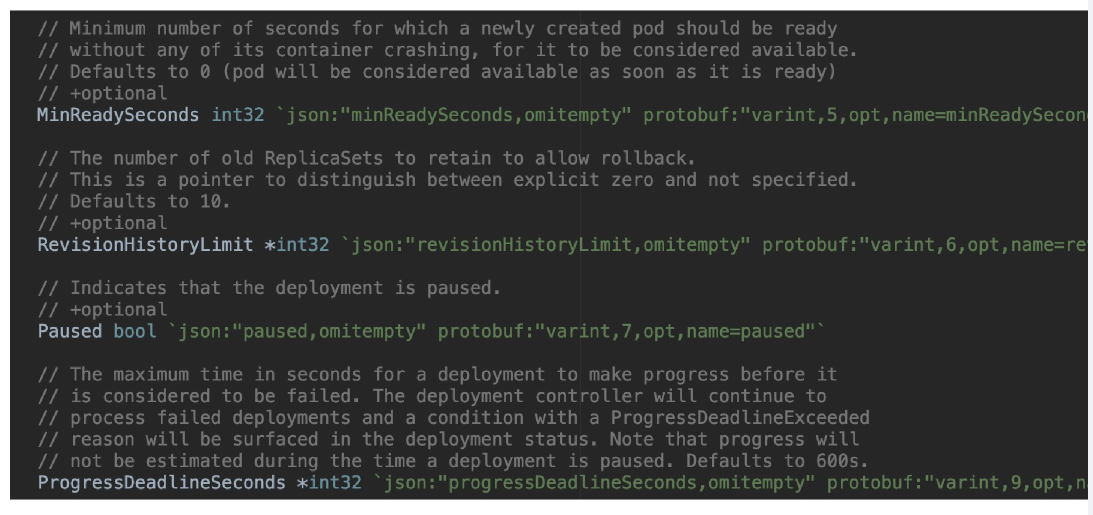 // Minimum number of seconds for which a newly created pod should be ready
// without any of its container crashing, for it to be considered available.
// Defaults to 0 (pod will be considered available as soon as it is ready)
// +optional
MinReadySeconds int32 `json:"minReadySeconds,omitempty" protobuf:"varint,5,opt,name=minReadySecon
// The number of old ReplicaSets to retain to allow rollback.
// This is a pointer to distinguish between explicit zero and not specified.
// Defaults to 10.
// +optional
RevisionHistoryLimit *int32 `json:"revisionHistoryLimit,omitempty" protobuf:"varint,6,opt,name=re
// Indicates that the deployment is paused.
// +optional
Paused bool `json:"paused,omitempty" protobuf:"varint,7,opt,name=paused"`
// The maximum time in seconds for a deployment to make progress before it
// is considered to be failed. The deployment controller will continue to
// process failed deployments and a condition with a ProgressDeadlineExceeded
// reason will be surfaced in the deployment status. Note that progress will
// not be estimated during the time a deployment is paused. Defaults to 600s.
ProgressDeadlineSeconds *int32 `json:"progressDeadlineSeconds,omitempty" protobuf:"varint,9,opt,n